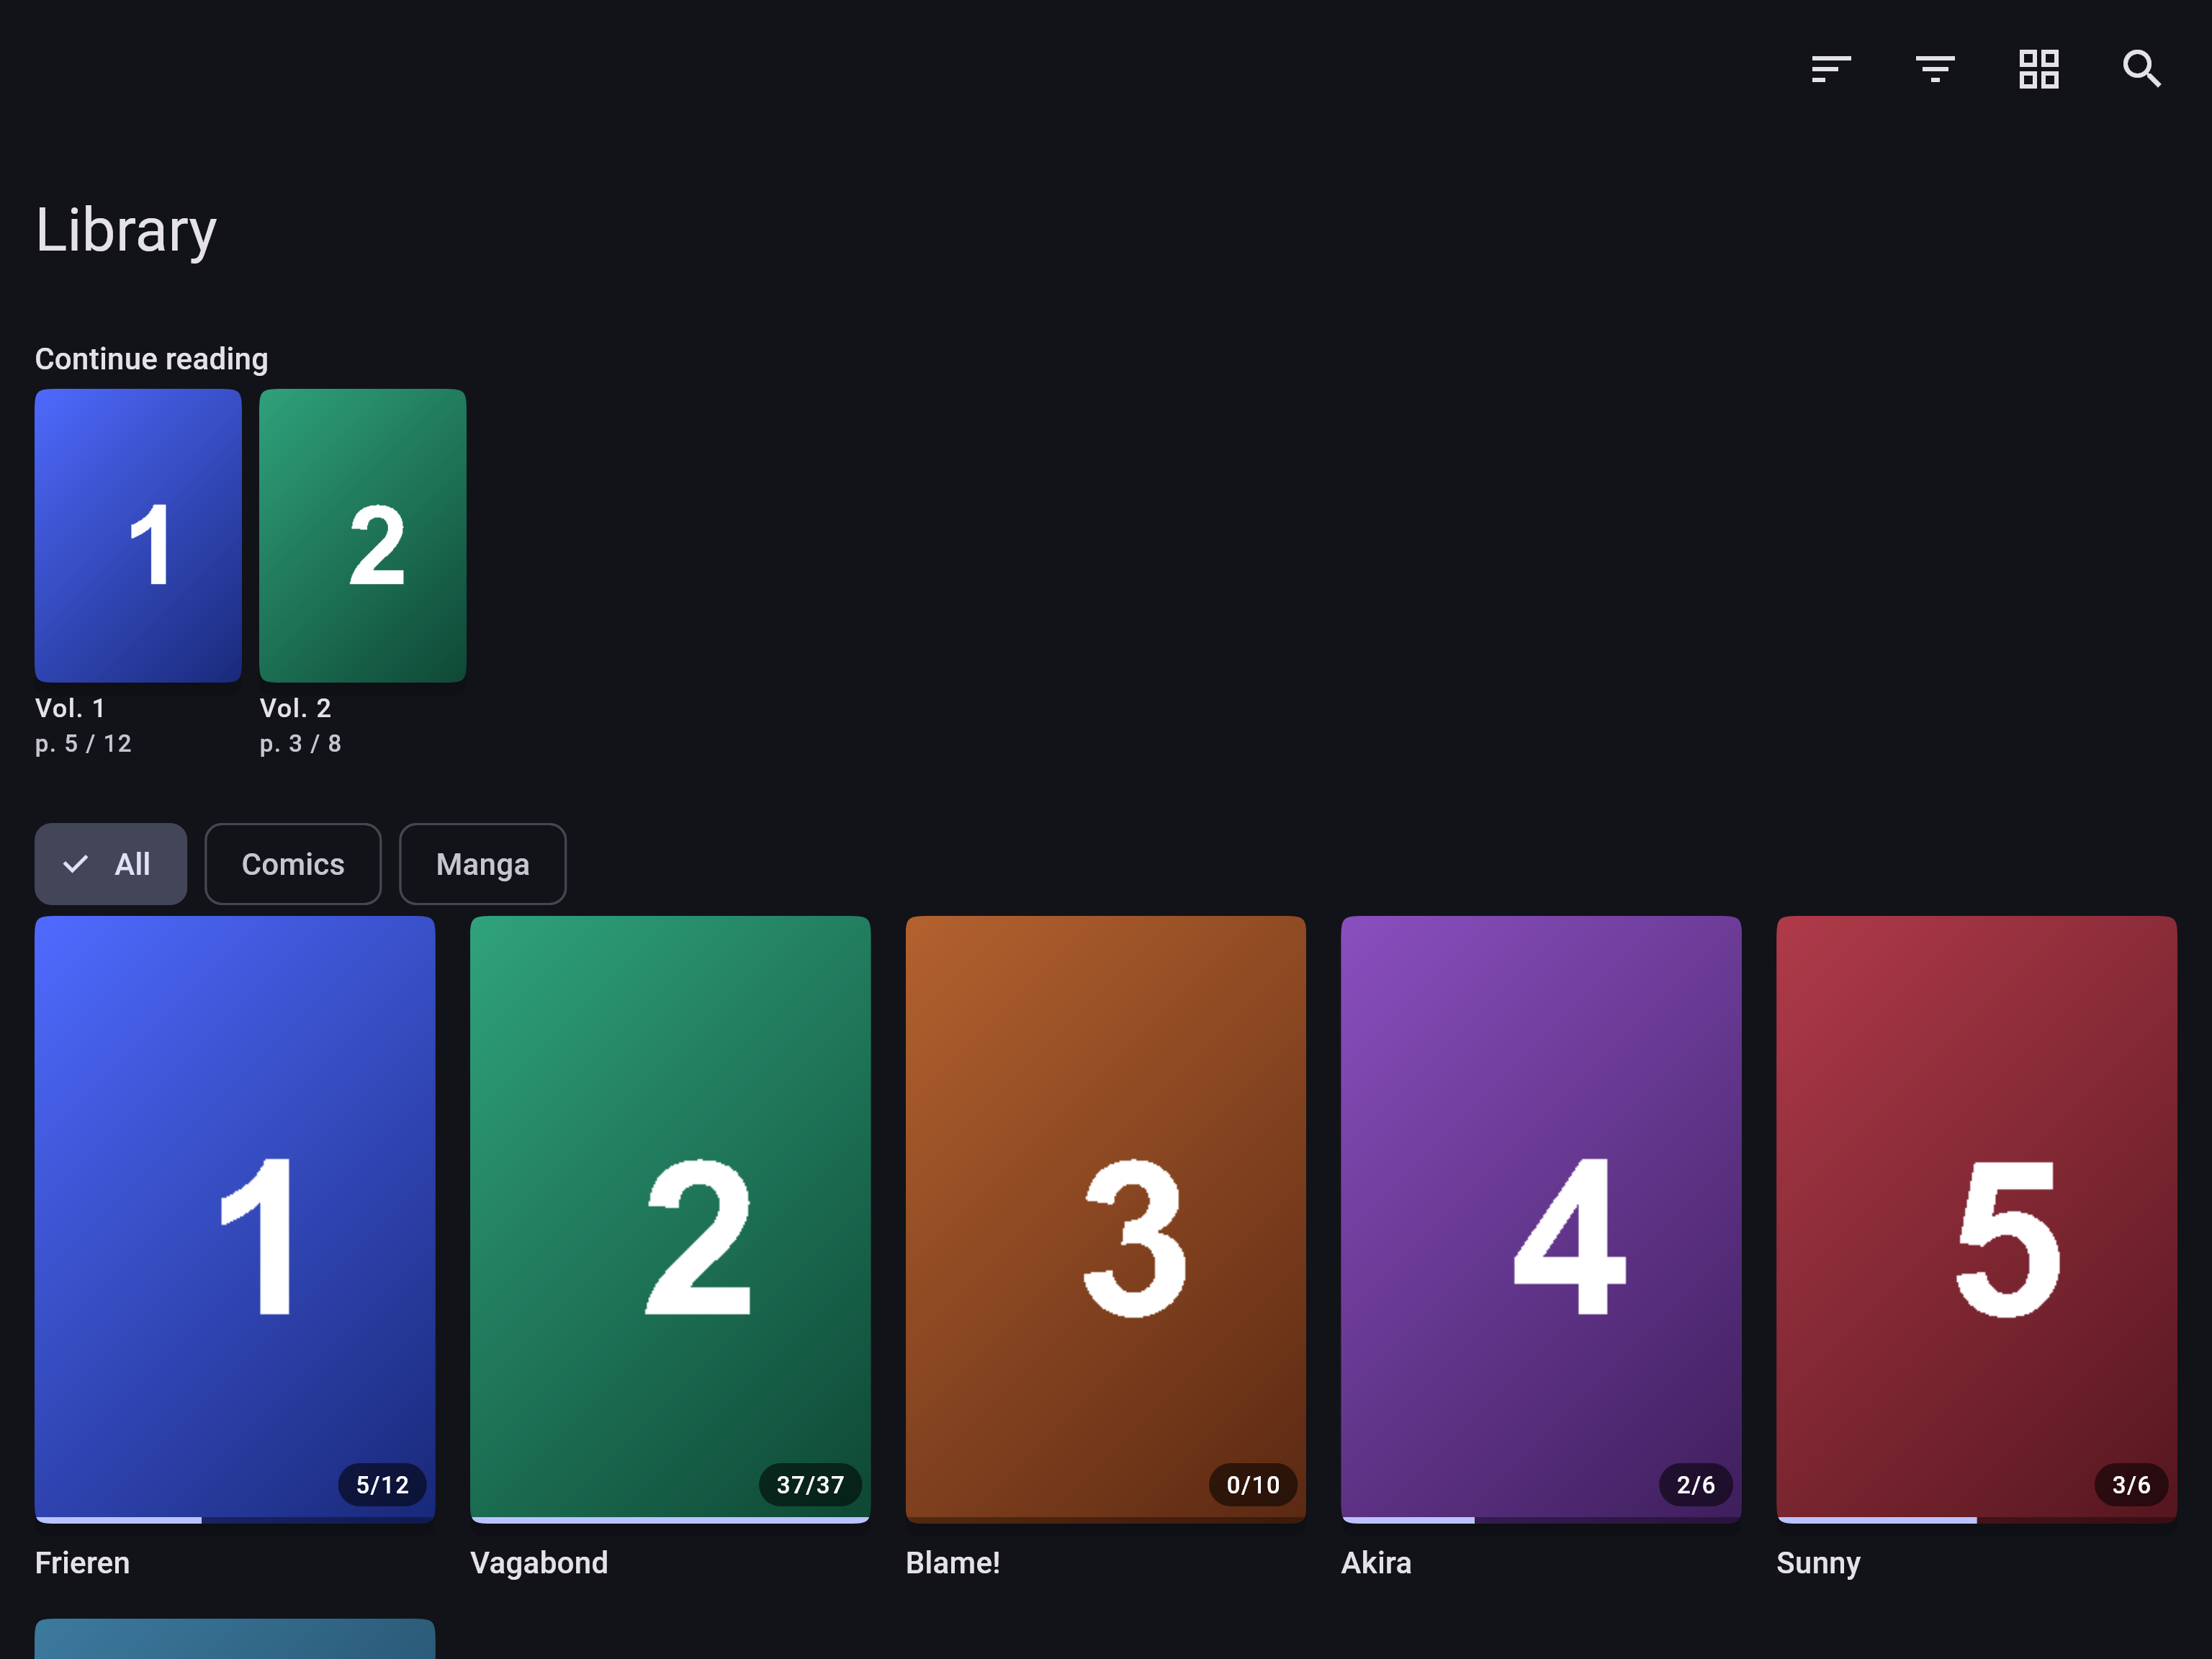 Library
Continue reading
1
2
Vol. 1
p. 5 / 12
Vol. 2
p. 3 / 8
All
Comics
Manga
1
2
3
4
5
5/12
37/37
0/10
2/6
3/6
Frieren
Vagabond
Blame!
Akira
Sunny